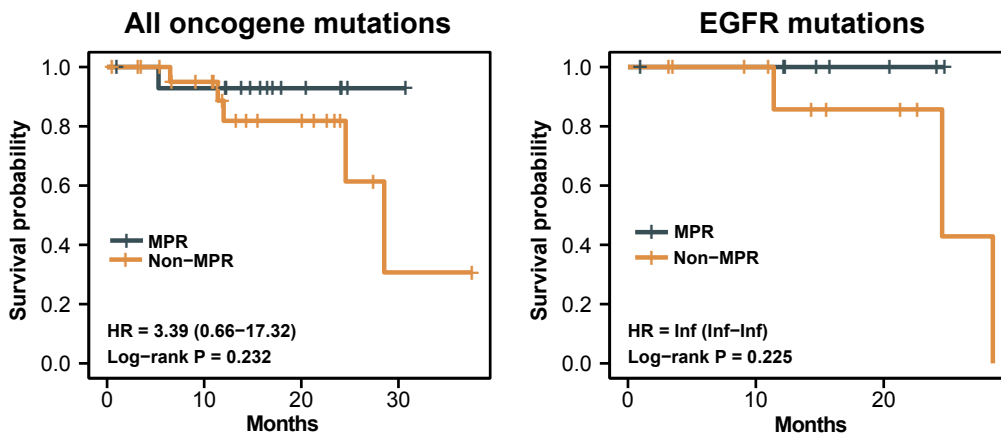 All oncogene mutations
Survival probability
1.0
0.8
0.6
0.4
0.2
0.0
MPR
Non−MPR
HR = 3.39 (0.66−17.32)
Log−rank P = 0.232
0 10 20 30
Months
EGFR mutations
Survival probability
1.0
0.8
0.6
0.4
0.2
0.0
MPR
Non−MPR
HR = Inf (Inf−Inf)
Log−rank P = 0.225
0 10 20
Months